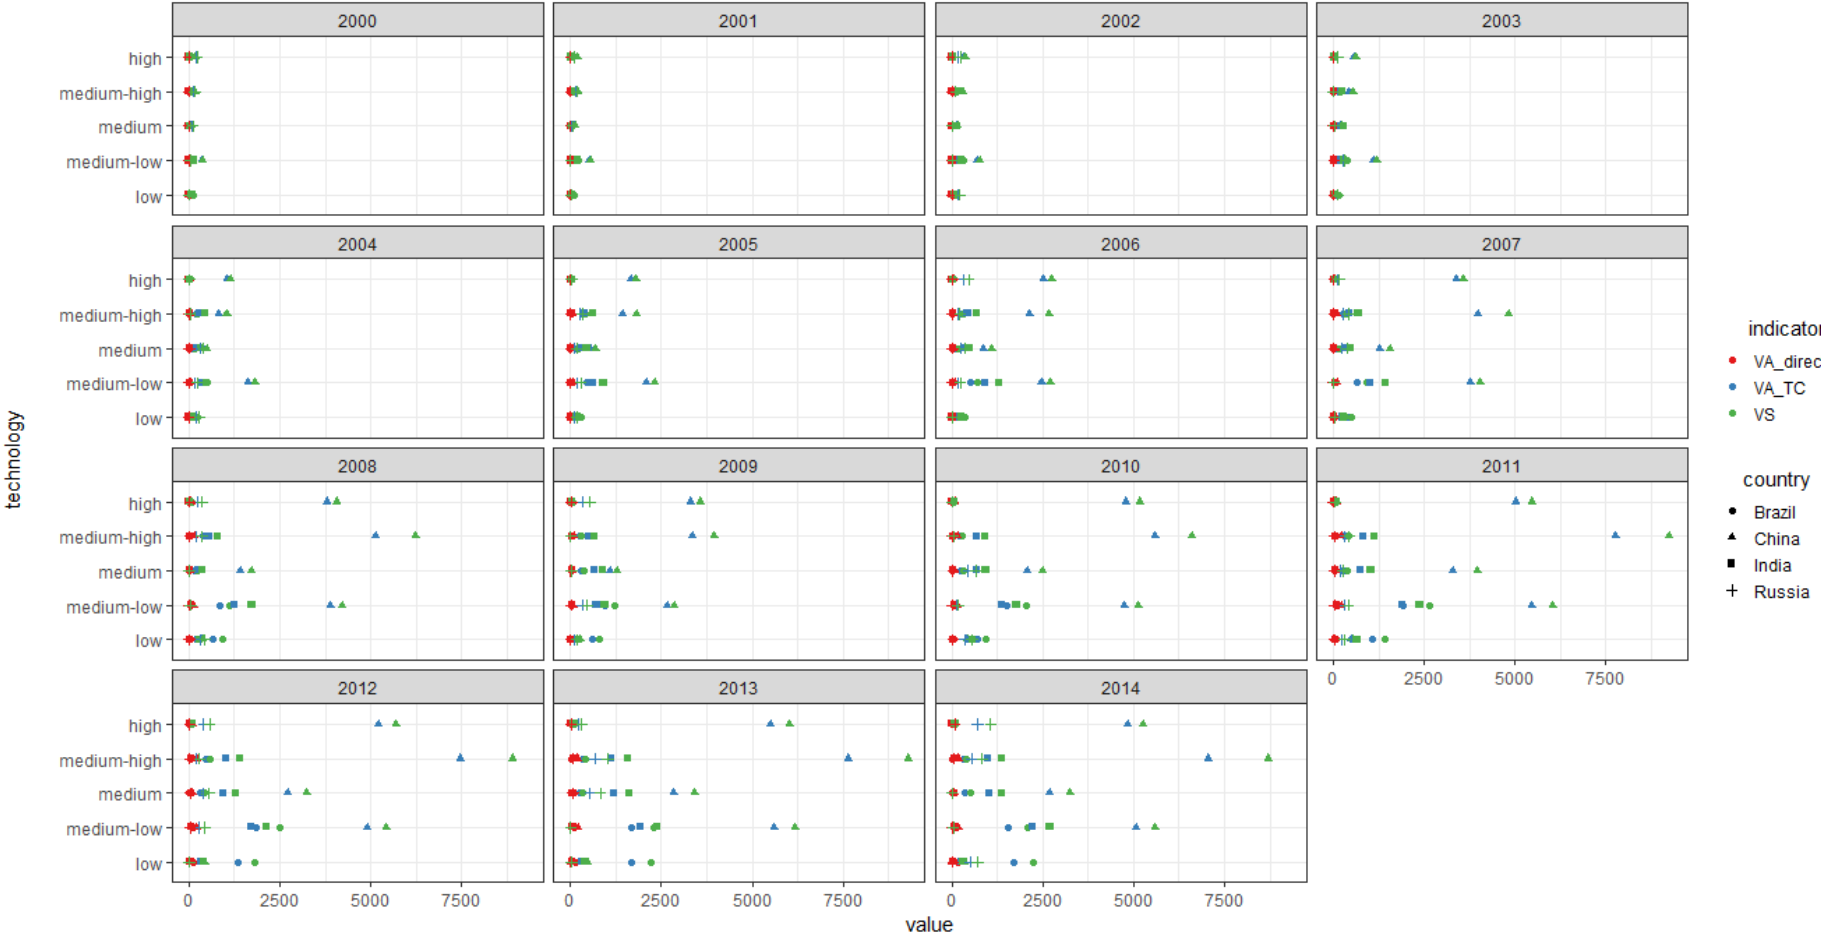 2000 2001 2002 2003
high
medium-high
medium
medium-low
low
2004 2005 2006 2007
high
medium-high
medium
medium-low
low
2008 2009 2010 2011
high
medium-high
medium
medium-low
low
0 2500 5000 7500
2012 2013 2014
high
medium-high
medium
medium-low
low
0 2500 5000 7500 0 2500 5000 7500 0 2500 5000 7500
value
technology
indicator
VA_direc
VA_TC
VS
country
Brazil
China
India
Russia